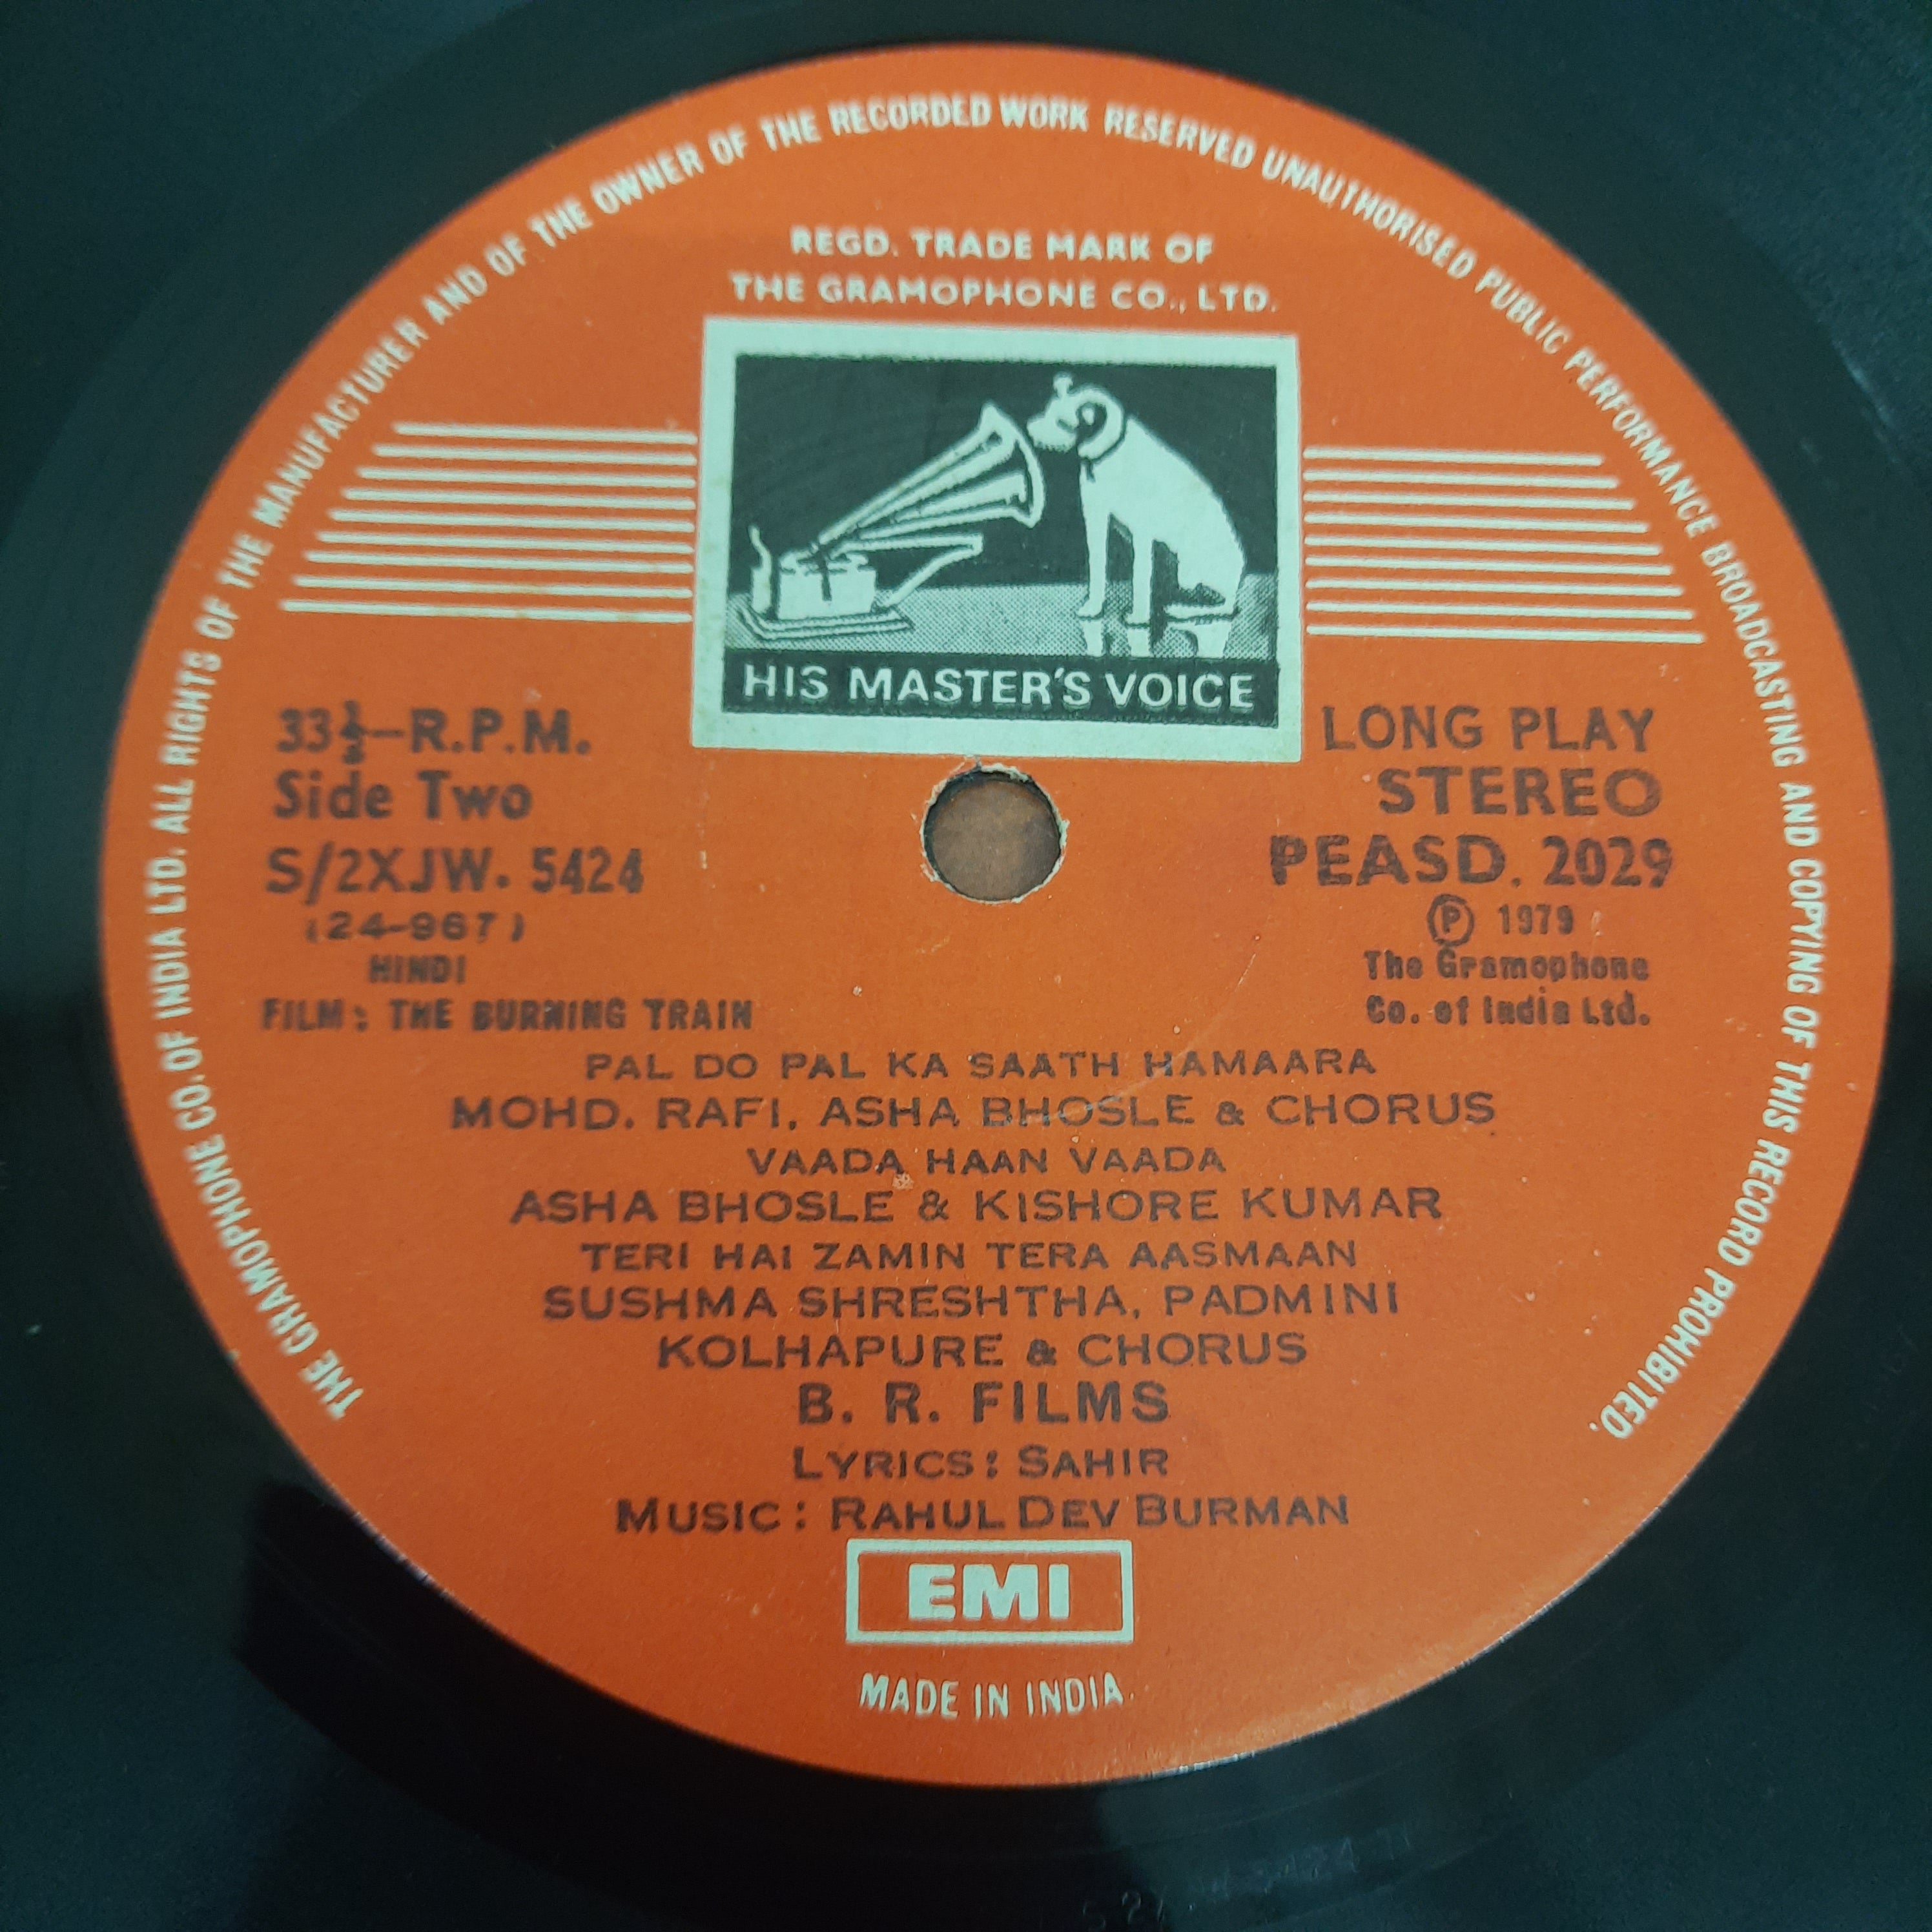 THE GRAMOPHONE CO. OF INDIA LTD. ALL RIGHTS OF THE MANUFACTURER AND OF THE OWNER OF THE RECORDED WORK RESERVED UNAUTHORISED PUBLIC PERFORMANCE BROADCASTING AND COPYING OF THIS RECORD PROHIBITED.
REGD. TRADE MARK OF
THE GRAMOPHONE CO., LTD.
HIS MASTER'S VOICE
33⅓-R.P.M.
Side Two
S/2XJW. 5424
(24-967)
HINDI
FILM: THE BURNING TRAIN
LONG PLAY
STEREO
PEASD. 2029
Ⓟ 1979
The Gramophone
Co. of India Ltd.
PAL DO PAL KA SAATH HAMAARA
MOHD. RAFI, ASHA BHOSLE & CHORUS
VAADA HAAN VAADA
ASHA BHOSLE & KISHORE KUMAR
TERI HAI ZAMIN TERA AASMAAN
SUSHMA SHRESHTHA, PADMINI
KOLHAPURE & CHORUS
B. R. FILMS
LYRICS: SAHIR
MUSIC: RAHUL DEV BURMAN
EMI
MADE IN INDIA